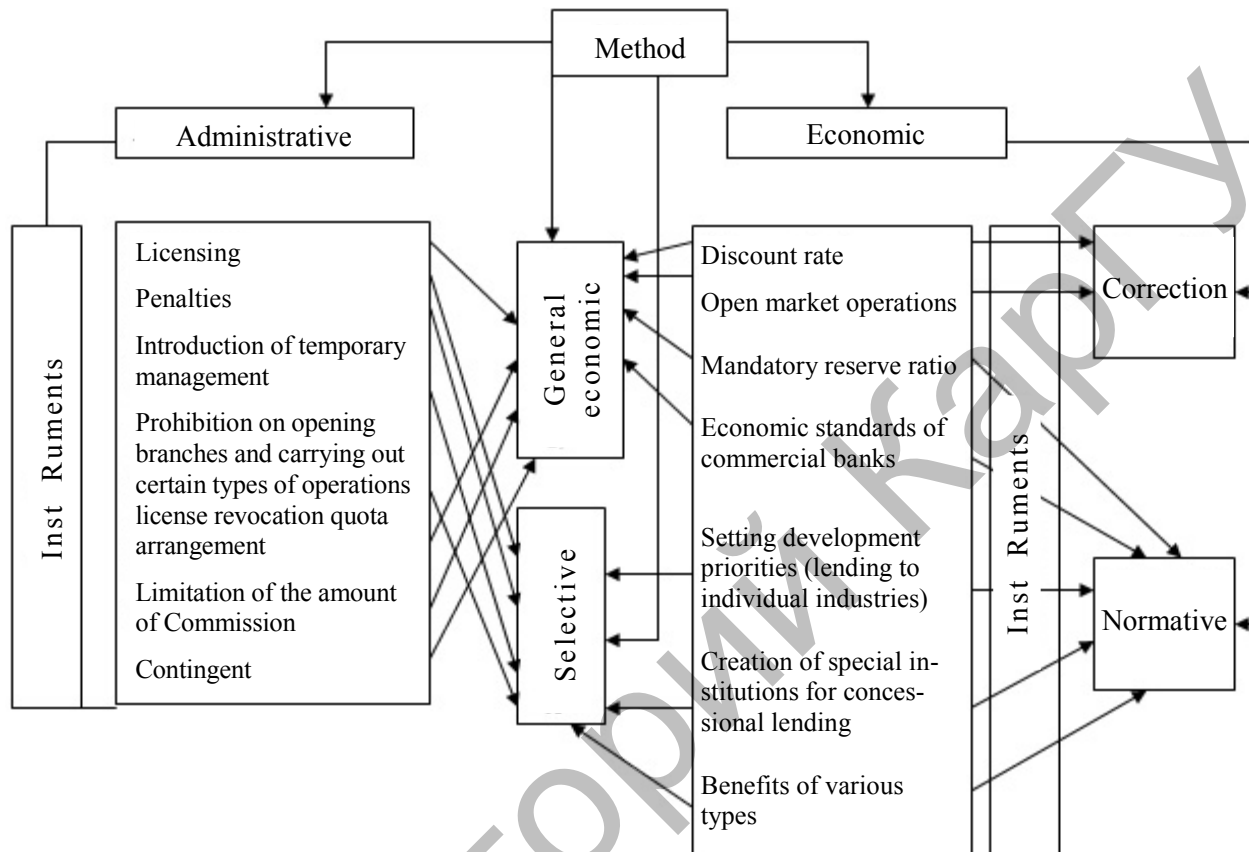 Method
Administrative
Economic
Inst Ruments
Licensing
Penalties
Introduction of temporary
management
Prohibition on opening
branches and carrying out
certain types of operations
license revocation quota
arrangement
Limitation of the amount
of Commission
Contingent
General
economic
Selective
Discount rate
Open market operations
Mandatory reserve ratio
Economic standards of
commercial banks
Setting development
priorities (lending to
individual industries)
Creation of special in-
stitutions for conces-
sional lending
Benefits of various
types
Inst Ruments
Correction
Normative
торий КарГУ